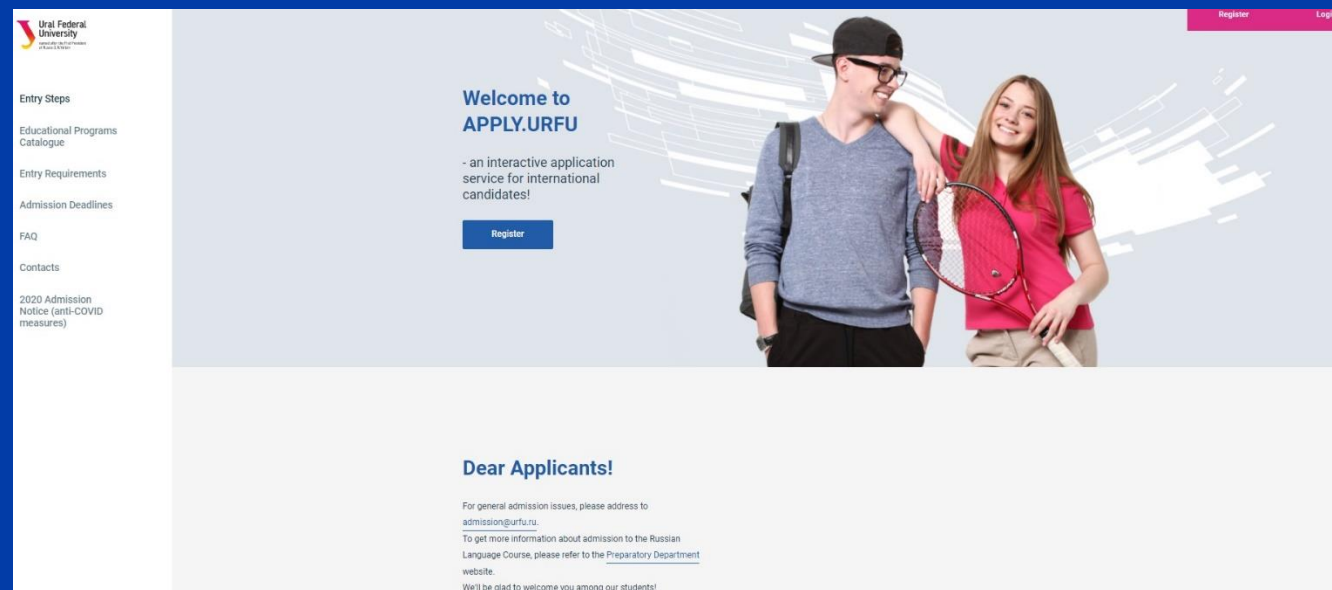 Ural Federal
University
Register
Login
Entry Steps
Educational Programs
Catalogue
Entry Requirements
Admission Deadlines
FAQ
Contacts
2020 Admission
Notice (anti-COVID
measures)
Welcome to
APPLY.URFU
- an interactive application
service for international
candidates!
Register
Dear Applicants!
For general admission issues, please address to
admission@urfu.ru.
To get more information about admission to the Russian
Language Course, please refer to the Preparatory Department
website.
We'll be glad to welcome you among our students!